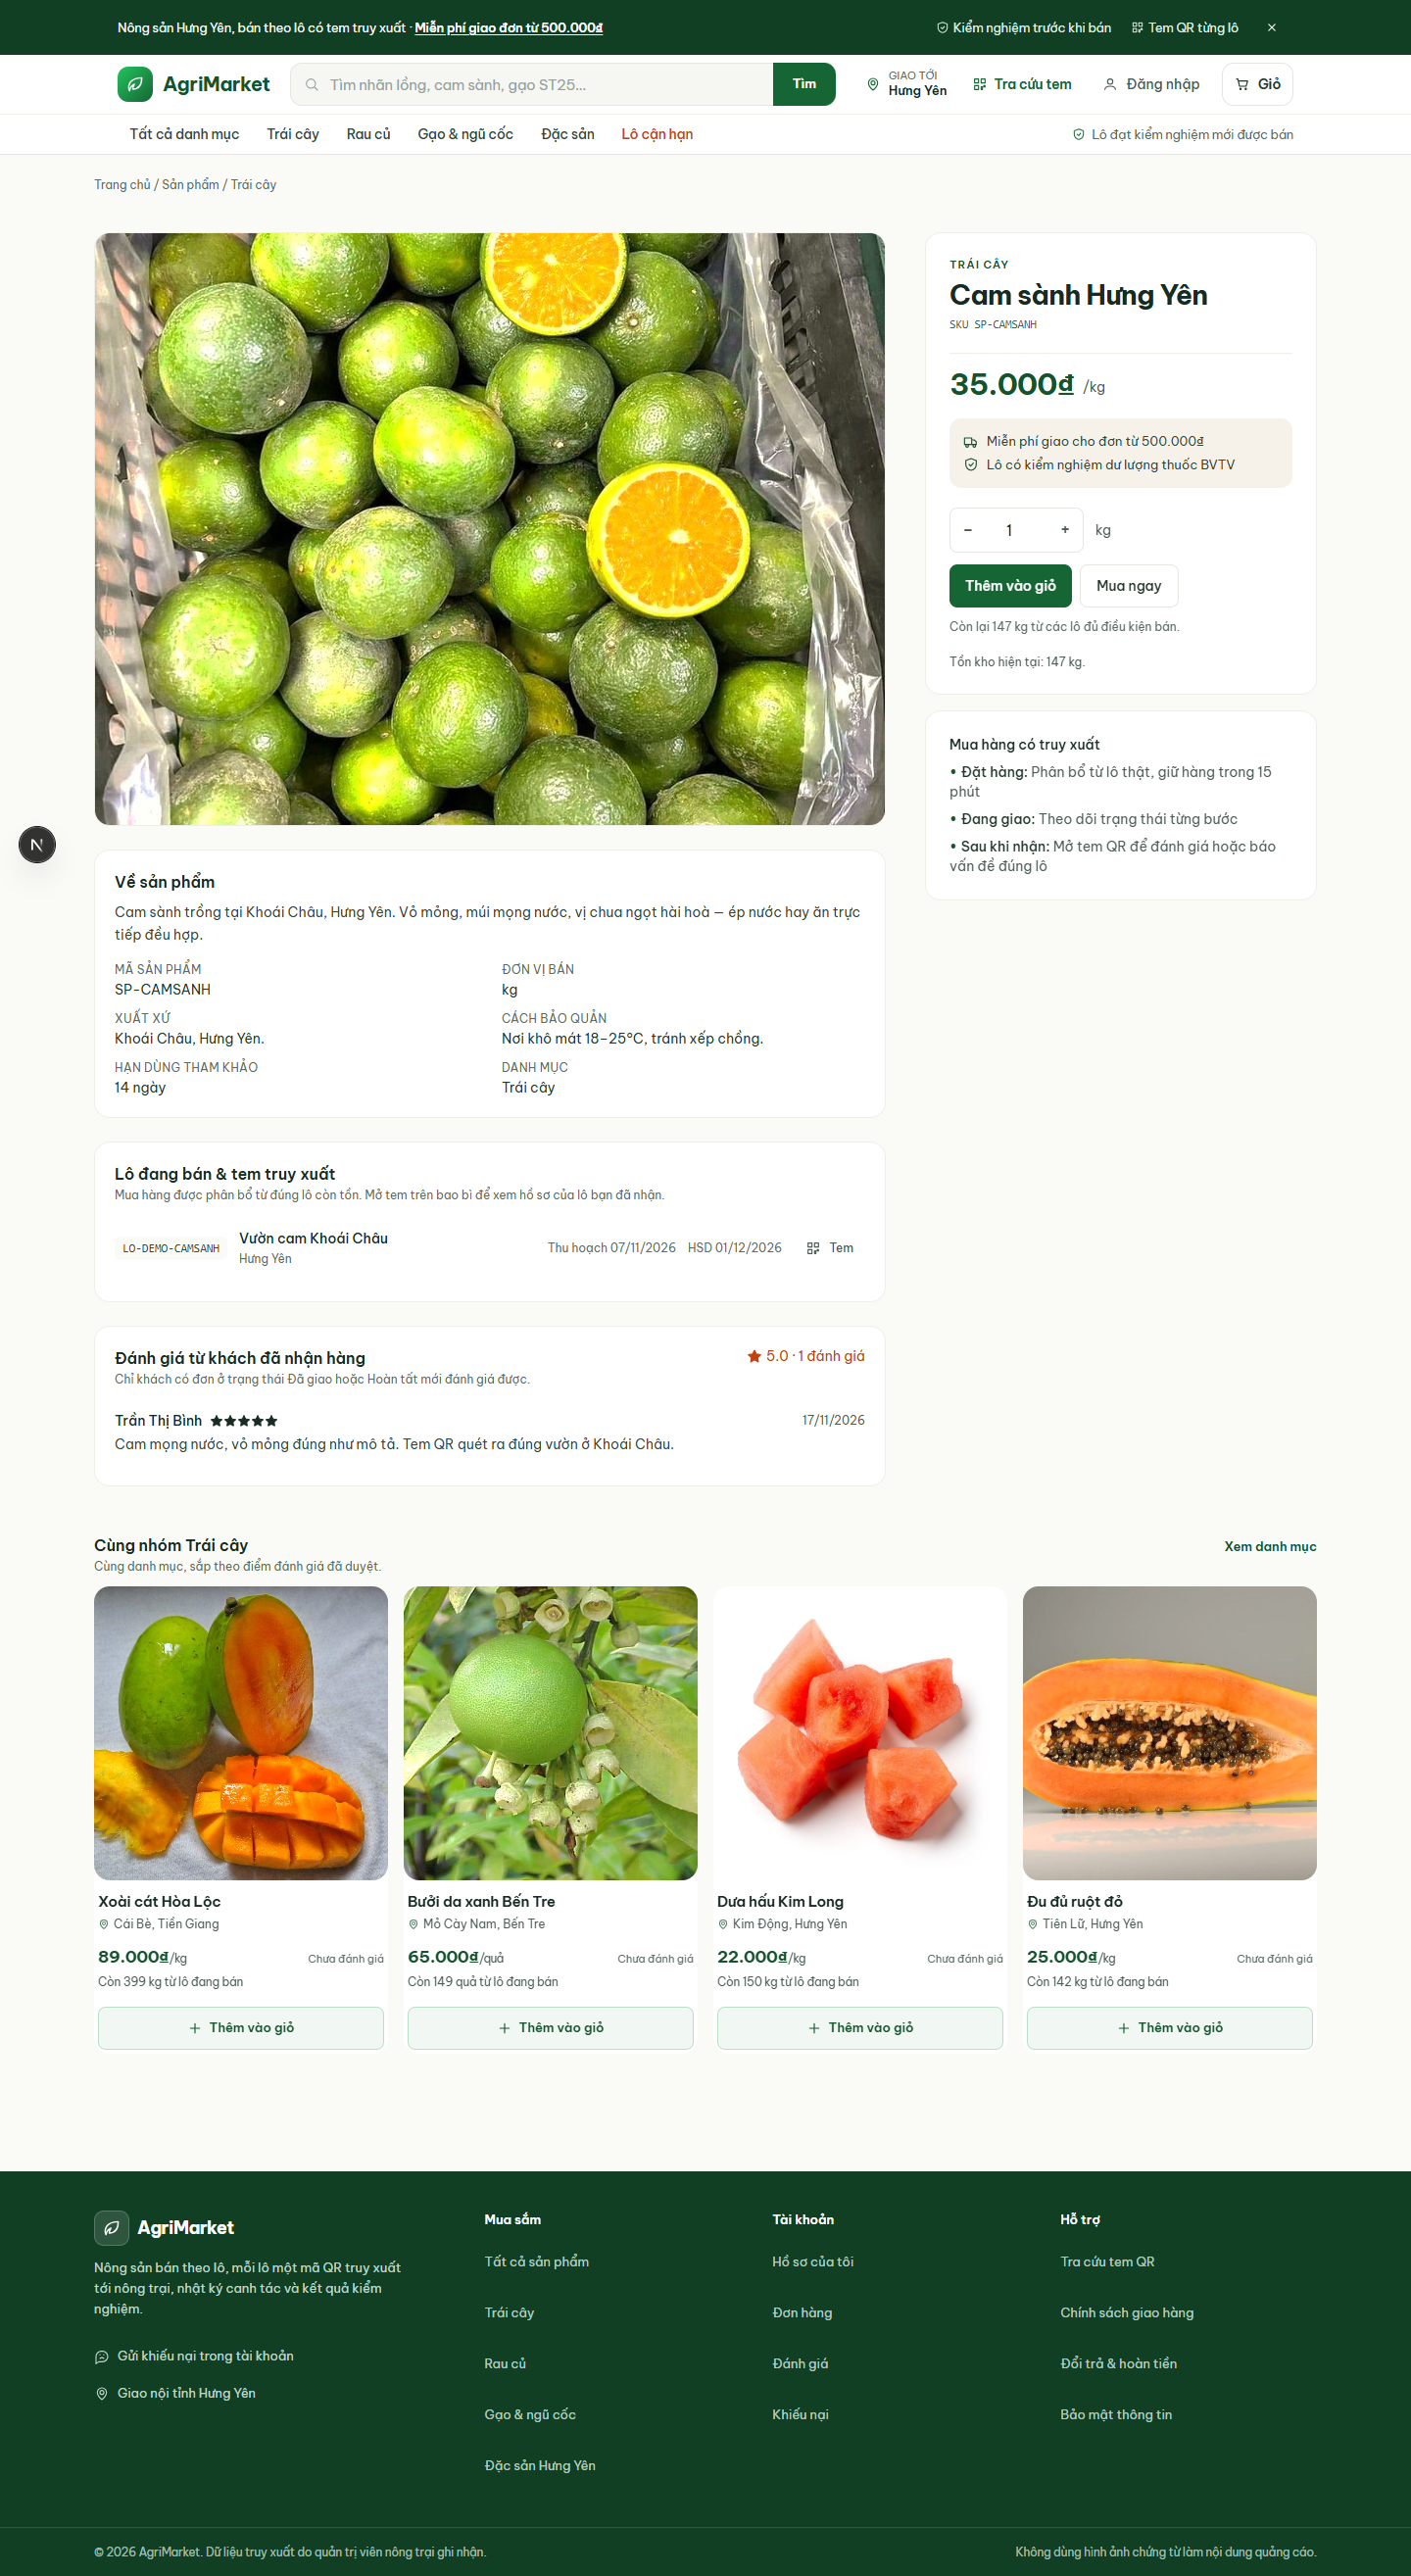 Nông sản Hưng Yên, bán theo lô có tem truy xuất · Miễn phí giao đơn từ 500.000₫
Kiểm nghiệm trước khi bán
Tem QR từng lô
×
AgriMarket
Tìm nhãn lồng, cam sành, gạo ST25...
Tìm
GIAO TỚI
Hưng Yên
Tra cứu tem
Đăng nhập
Giỏ
Tất cả danh mục
Trái cây
Rau củ
Gạo & ngũ cốc
Đặc sản
Lô cận hạn
Lô đạt kiểm nghiệm mới được bán
Trang chủ / Sản phẩm / Trái cây
TRÁI CÂY
Cam sành Hưng Yên
SKU SP-CAMSANH
35.000₫ /kg
Miễn phí giao cho đơn từ 500.000₫
Lô có kiểm nghiệm dư lượng thuốc BVTV
− 1 + kg
Thêm vào giỏ
Mua ngay
Còn lại 147 kg từ các lô đủ điều kiện bán.
Tồn kho hiện tại: 147 kg.
Mua hàng có truy xuất
• Đặt hàng: Phân bổ từ lô thật, giữ hàng trong 15
phút
• Đang giao: Theo dõi trạng thái từng bước
• Sau khi nhận: Mở tem QR để đánh giá hoặc báo
vấn đề đúng lô
N
Về sản phẩm
Cam sành trồng tại Khoái Châu, Hưng Yên. Vỏ mỏng, múi mọng nước, vị chua ngọt hài hoà — ép nước hay ăn trực
tiếp đều hợp.
MÃ SẢN PHẨM
SP-CAMSANH
ĐƠN VỊ BÁN
kg
XUẤT XỨ
Khoái Châu, Hưng Yên.
CÁCH BẢO QUẢN
Nơi khô mát 18–25°C, tránh xếp chồng.
HẠN DÙNG THAM KHẢO
14 ngày
DANH MỤC
Trái cây
Lô đang bán & tem truy xuất
Mua hàng được phân bổ từ đúng lô còn tồn. Mở tem trên bao bì để xem hồ sơ của lô bạn đã nhận.
LO-DEMO-CAMSANH
Vườn cam Khoái Châu
Hưng Yên
Thu hoạch 07/11/2026
HSD 01/12/2026
Tem
Đánh giá từ khách đã nhận hàng
★ 5.0 · 1 đánh giá
Chỉ khách có đơn ở trạng thái Đã giao hoặc Hoàn tất mới đánh giá được.
Trần Thị Bình ★★★★★
17/11/2026
Cam mọng nước, vỏ mỏng đúng như mô tả. Tem QR quét ra đúng vườn ở Khoái Châu.
Cùng nhóm Trái cây
Xem danh mục
Cùng danh mục, sắp theo điểm đánh giá đã duyệt.
Xoài cát Hòa Lộc
Cái Bè, Tiền Giang
89.000₫/kg
Chưa đánh giá
Còn 399 kg từ lô đang bán
+ Thêm vào giỏ
Bưởi da xanh Bến Tre
Mỏ Cày Nam, Bến Tre
65.000₫/quả
Chưa đánh giá
Còn 149 quả từ lô đang bán
+ Thêm vào giỏ
Dưa hấu Kim Long
Kim Động, Hưng Yên
22.000₫/kg
Chưa đánh giá
Còn 150 kg từ lô đang bán
+ Thêm vào giỏ
Đu đủ ruột đỏ
Tiên Lữ, Hưng Yên
25.000₫/kg
Chưa đánh giá
Còn 142 kg từ lô đang bán
+ Thêm vào giỏ
AgriMarket
Nông sản bán theo lô, mỗi lô một mã QR truy xuất
tới nông trại, nhật ký canh tác và kết quả kiểm
nghiệm.
Gửi khiếu nại trong tài khoản
Giao nội tỉnh Hưng Yên
Mua sắm
Tất cả sản phẩm
Trái cây
Rau củ
Gạo & ngũ cốc
Đặc sản Hưng Yên
Tài khoản
Hồ sơ của tôi
Đơn hàng
Đánh giá
Khiếu nại
Hỗ trợ
Tra cứu tem QR
Chính sách giao hàng
Đổi trả & hoàn tiền
Bảo mật thông tin
© 2026 AgriMarket. Dữ liệu truy xuất do quản trị viên nông trại ghi nhận.
Không dùng hình ảnh chứng từ làm nội dung quảng cáo.